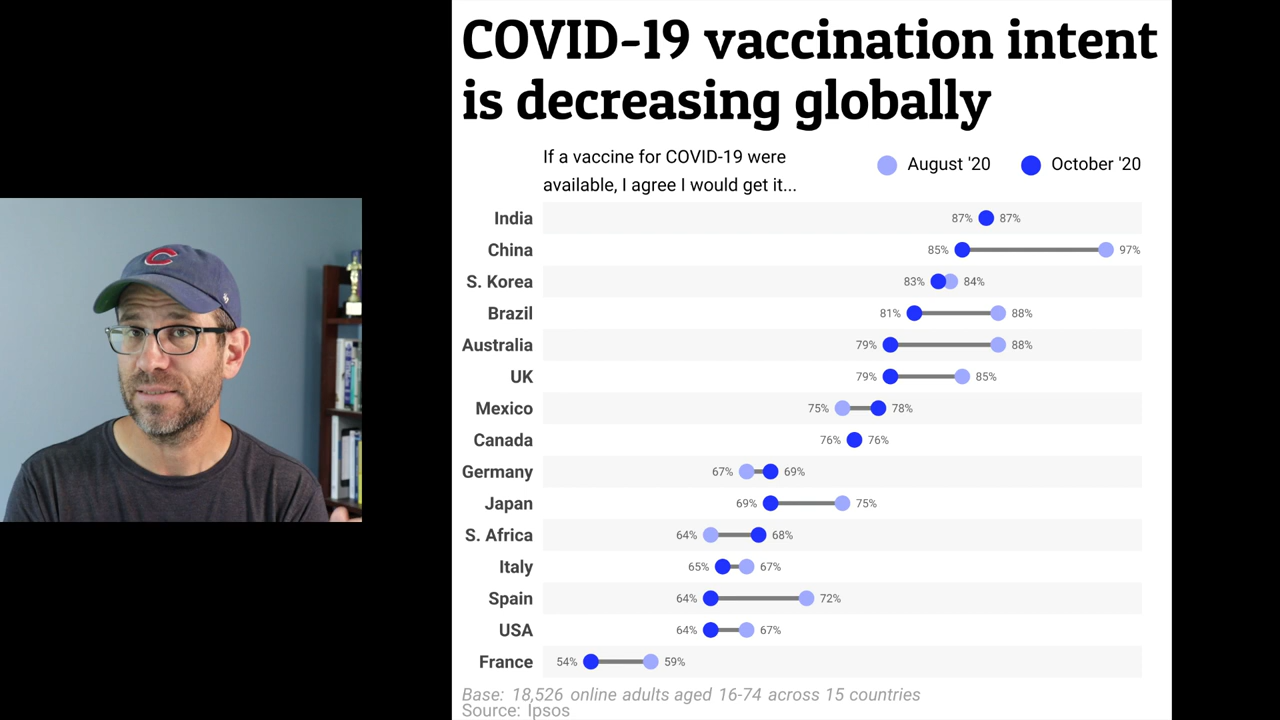 COVID-19 vaccination intent
is decreasing globally
If a vaccine for COVID-19 were
available, I agree I would get it...
August '20 October '20
India 87% 87%
China 85% 97%
S. Korea 83% 84%
Brazil 81% 88%
Australia 79% 88%
UK 79% 85%
Mexico 75% 78%
Canada 76% 76%
Germany 67% 69%
Japan 69% 75%
S. Africa 64% 68%
Italy 65% 67%
Spain 64% 72%
USA 64% 67%
France 54% 59%
Base: 18,526 online adults aged 16-74 across 15 countries
Source: Ipsos
C